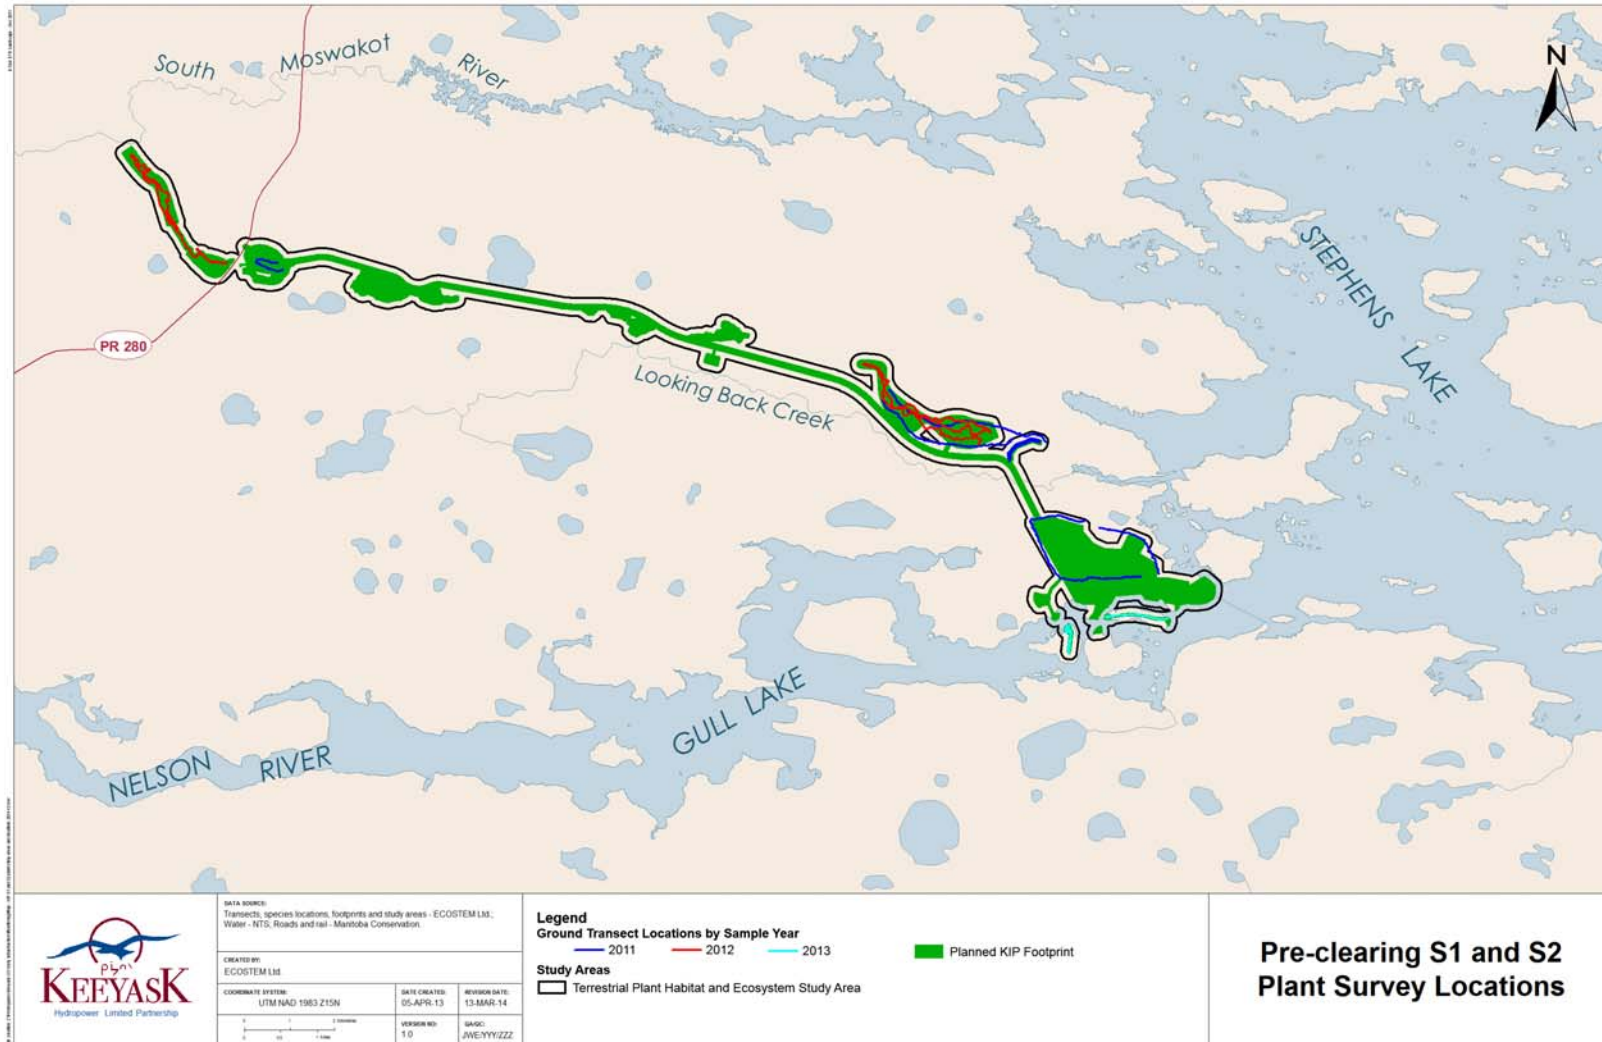 South Moswakot River
N
STEPHENS
LAKE
PR 280
Looking Back Creek
GULL LAKE
NELSON RIVER
KEEYASK
Hydropower Limited Partnership
DATA SOURCE:
Transects, species locations, footprints and study areas - ECOSTEM Ltd.;
Water - NTS; Roads and rail - Manitoba Conservation.
CREATED BY:
ECOSTEM Ltd.
COORDINATE SYSTEM:
UTM NAD 1983 Z15N
DATE CREATED:
05-APR-13
REVISION DATE:
13-MAR-14
VERSION NO:
1.0
QA/QC:
JWE/YYY/ZZZ
Legend
Ground Transect Locations by Sample Year
2011 2012 2013 Planned KIP Footprint
Study Areas
Terrestrial Plant Habitat and Ecosystem Study Area
Pre-clearing S1 and S2
Plant Survey Locations